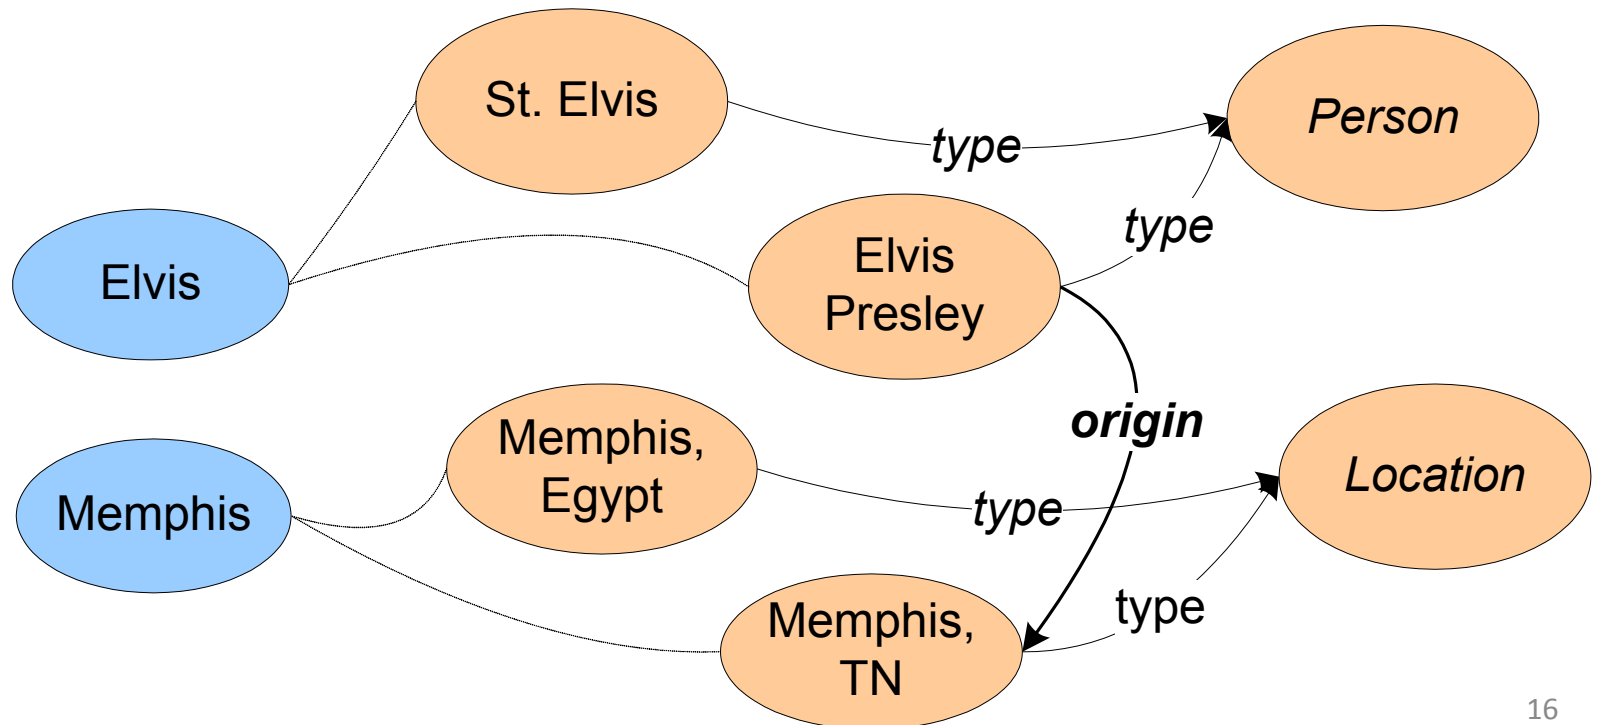 St. Elvis
Person
type
type
Elvis
Elvis
Presley
origin
Memphis,
Egypt
Location
Memphis
type
type
Memphis,
TN
16